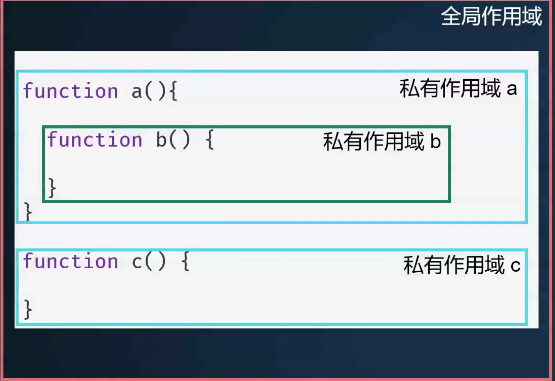 全局作用域
function a(){ 私有作用域 a
function b() { 私有作用域 b
}
}
function c() { 私有作用域 c
}